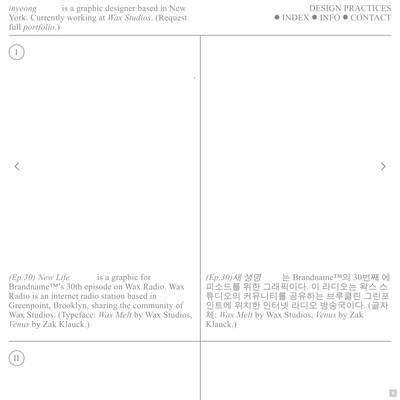 inyeong is a graphic designer based in New
York. Currently working at Wax Studios. (Request
full portfolio.)
DESIGN PRACTICES
● INDEX ● INFO ● CONTACT
I
(Ep.30) New Life is a graphic for
Brandname™'s 30th episode on Wax Radio. Wax
Radio is an internet radio station based in
Greenpoint, Brooklyn, sharing the community of
Wax Studios. (Typeface: Wax Melt by Wax Studios,
Venus by Zak Klauck.)
(Ep.30)새 생명 는 Brandname™의 30번째 에
피소드를 위한 그래픽이다. 이 라디오는 왁스 스
튜디오의 커뮤니티를 공유하는 브루클린 그린포
인트에 위치한 인터넷 라디오 방송국이다. (글자
체: Wax Melt by Wax Studios, Venus by Zak
Klauck.)
II